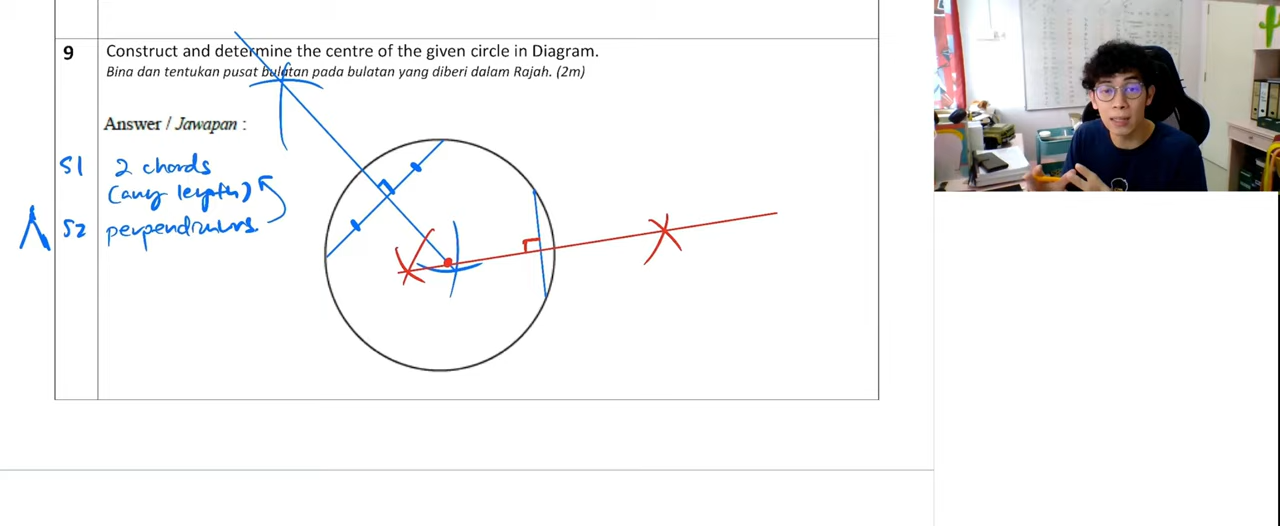 9
Construct and determine the centre of the given circle in Diagram.
Bina dan tentukan pusat bulatan pada bulatan yang diberi dalam Rajah. (2m)
Answer / Jawapan :
S1 2 chords
(any length)
S2